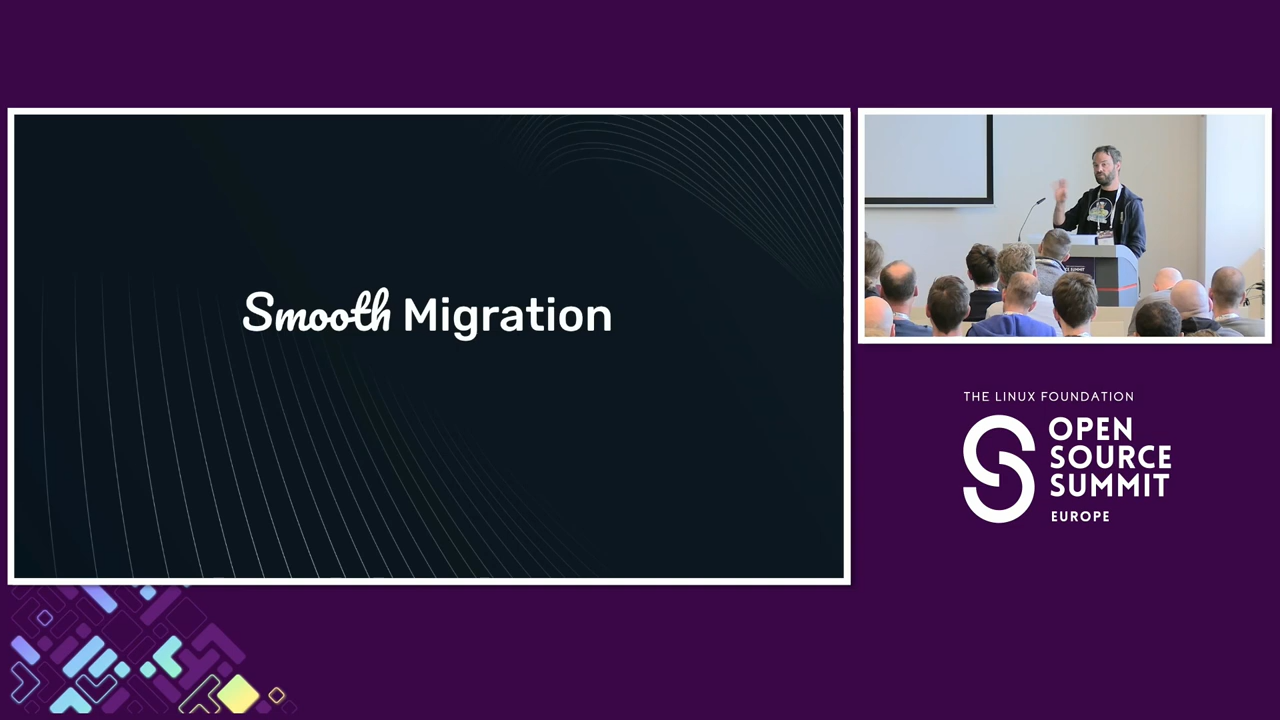 Smooth Migration
THE LINUX FOUNDATION
OPEN
SOURCE
SUMMIT
EUROPE